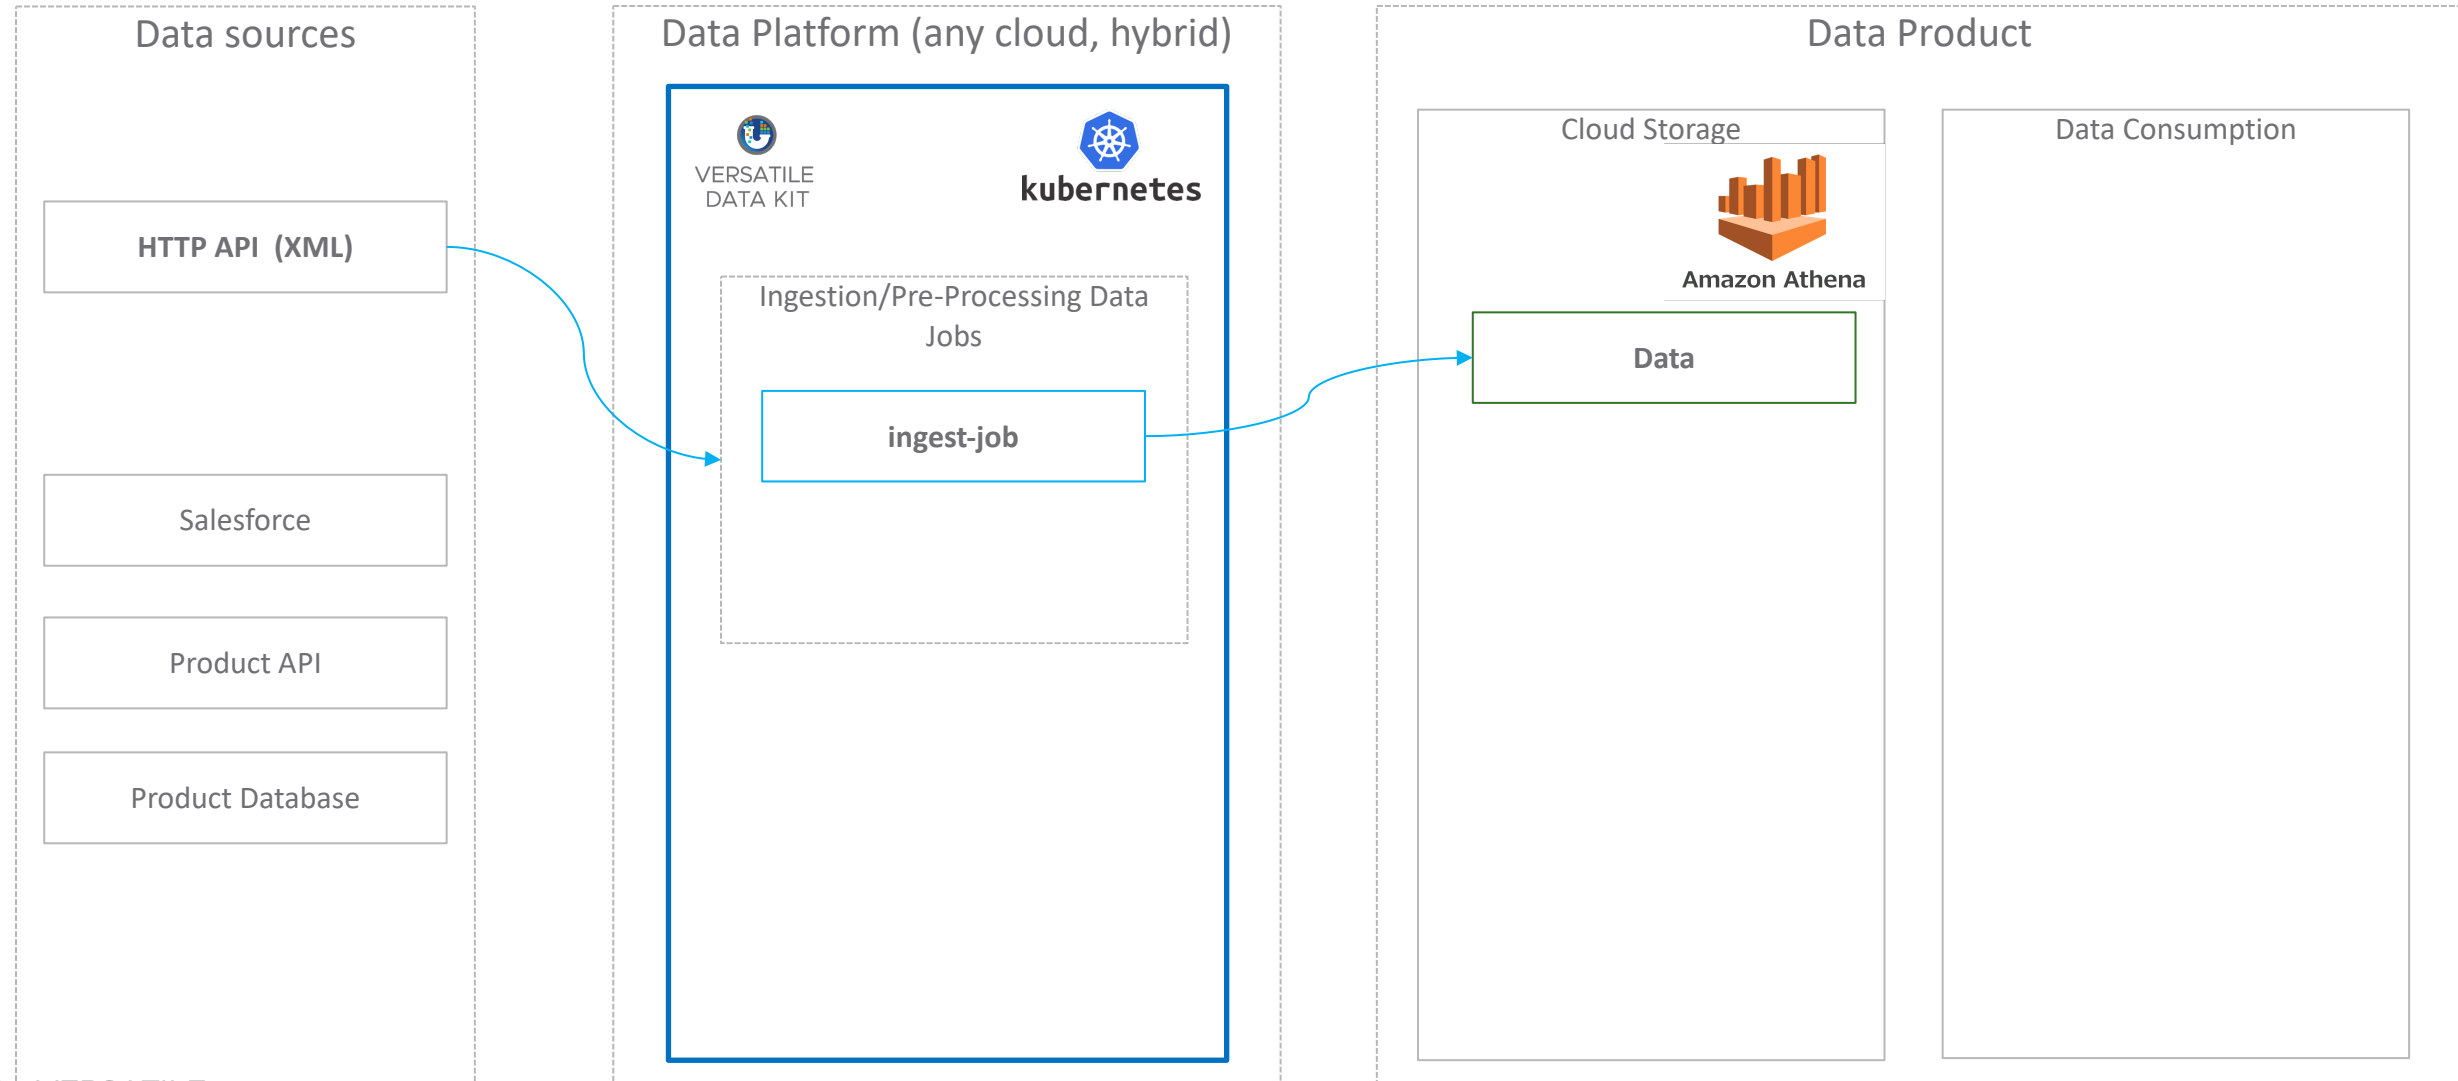 Data sources
HTTP API (XML)
Salesforce
Product API
Product Database
Data Platform (any cloud, hybrid)
VERSATILE
DATA KIT
kubernetes
Ingestion/Pre-Processing Data
Jobs
ingest-job
Data Product
Cloud Storage
Amazon Athena
Data
Data Consumption